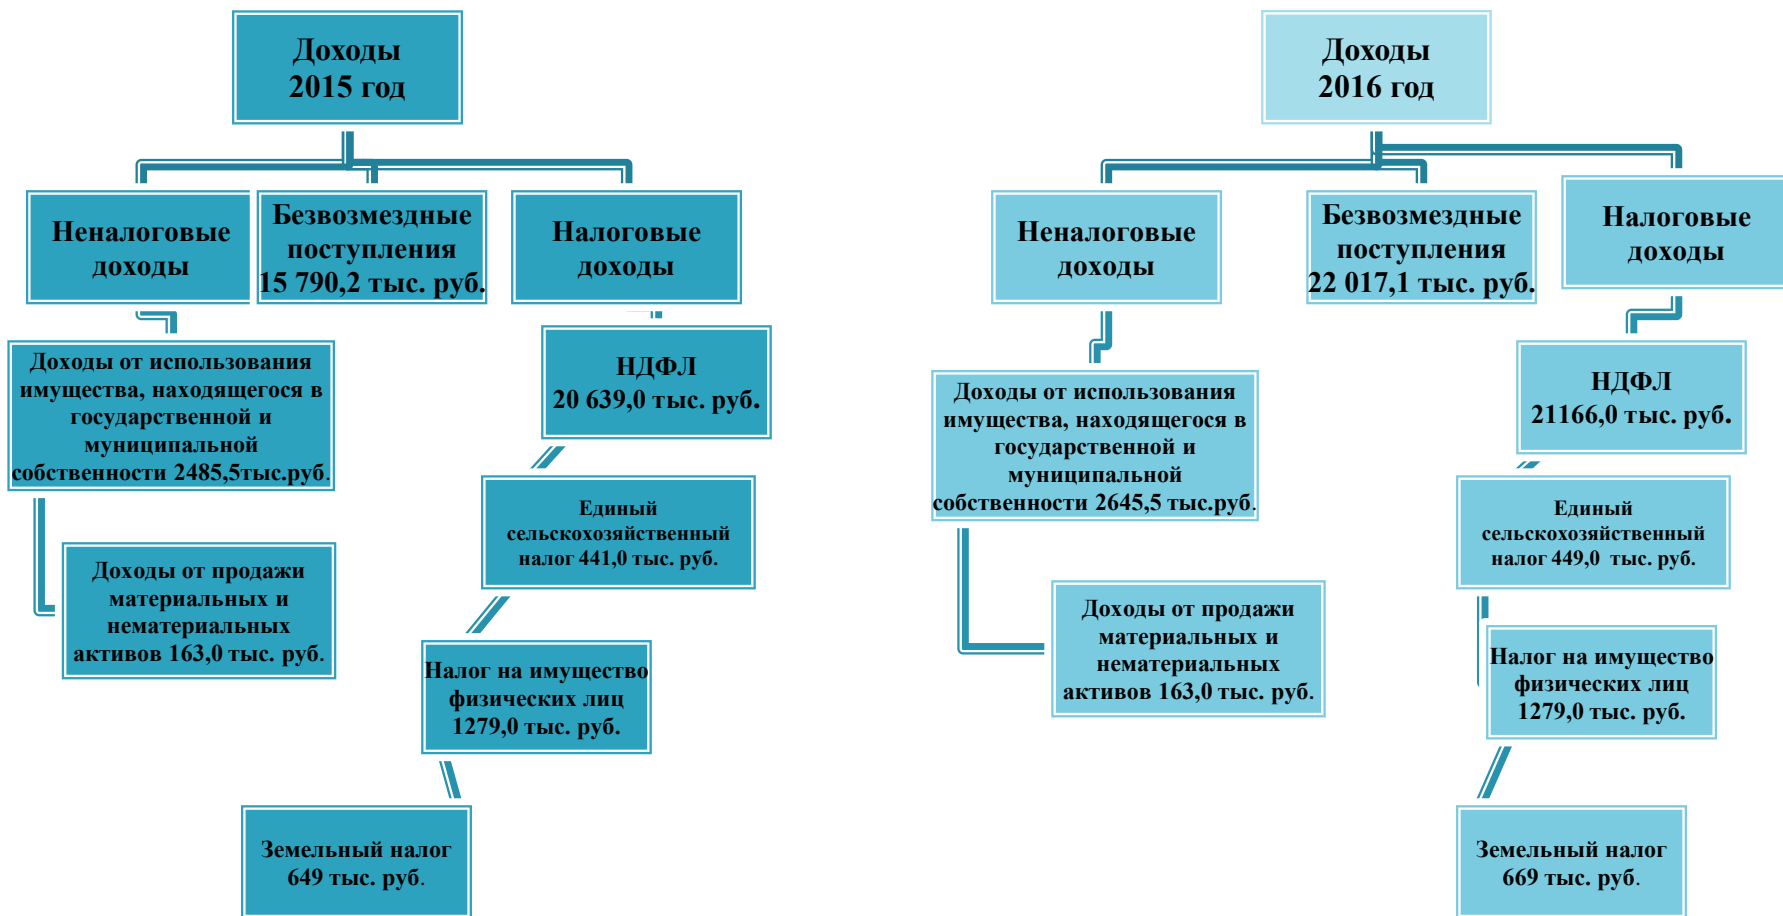 Доходы
2015 год
Неналоговые
доходы
Безвозмездные
поступления
15 790,2 тыс. руб.
Налоговые
доходы
Доходы от использования
имущества, находящегося в
государственной и
муниципальной
собственности 2485,5тыс.руб.
Доходы от продажи
материальных и
нематериальных
активов 163,0 тыс. руб.
НДФЛ
20 639,0 тыс. руб.
Единый
сельскохозяйственный
налог 441,0 тыс. руб.
Налог на имущество
физических лиц
1279,0 тыс. руб.
Земельный налог
649 тыс. руб.
Доходы
2016 год
Неналоговые
доходы
Безвозмездные
поступления
22 017,1 тыс. руб.
Налоговые
доходы
Доходы от использования
имущества, находящегося в
государственной и
муниципальной
собственности 2645,5 тыс.руб.
Доходы от продажи
материальных и
нематериальных
активов 163,0 тыс. руб.
НДФЛ
21166,0 тыс. руб.
Единый
сельскохозяйственный
налог 449,0 тыс. руб.
Налог на имущество
физических лиц
1279,0 тыс. руб.
Земельный налог
669 тыс. руб.